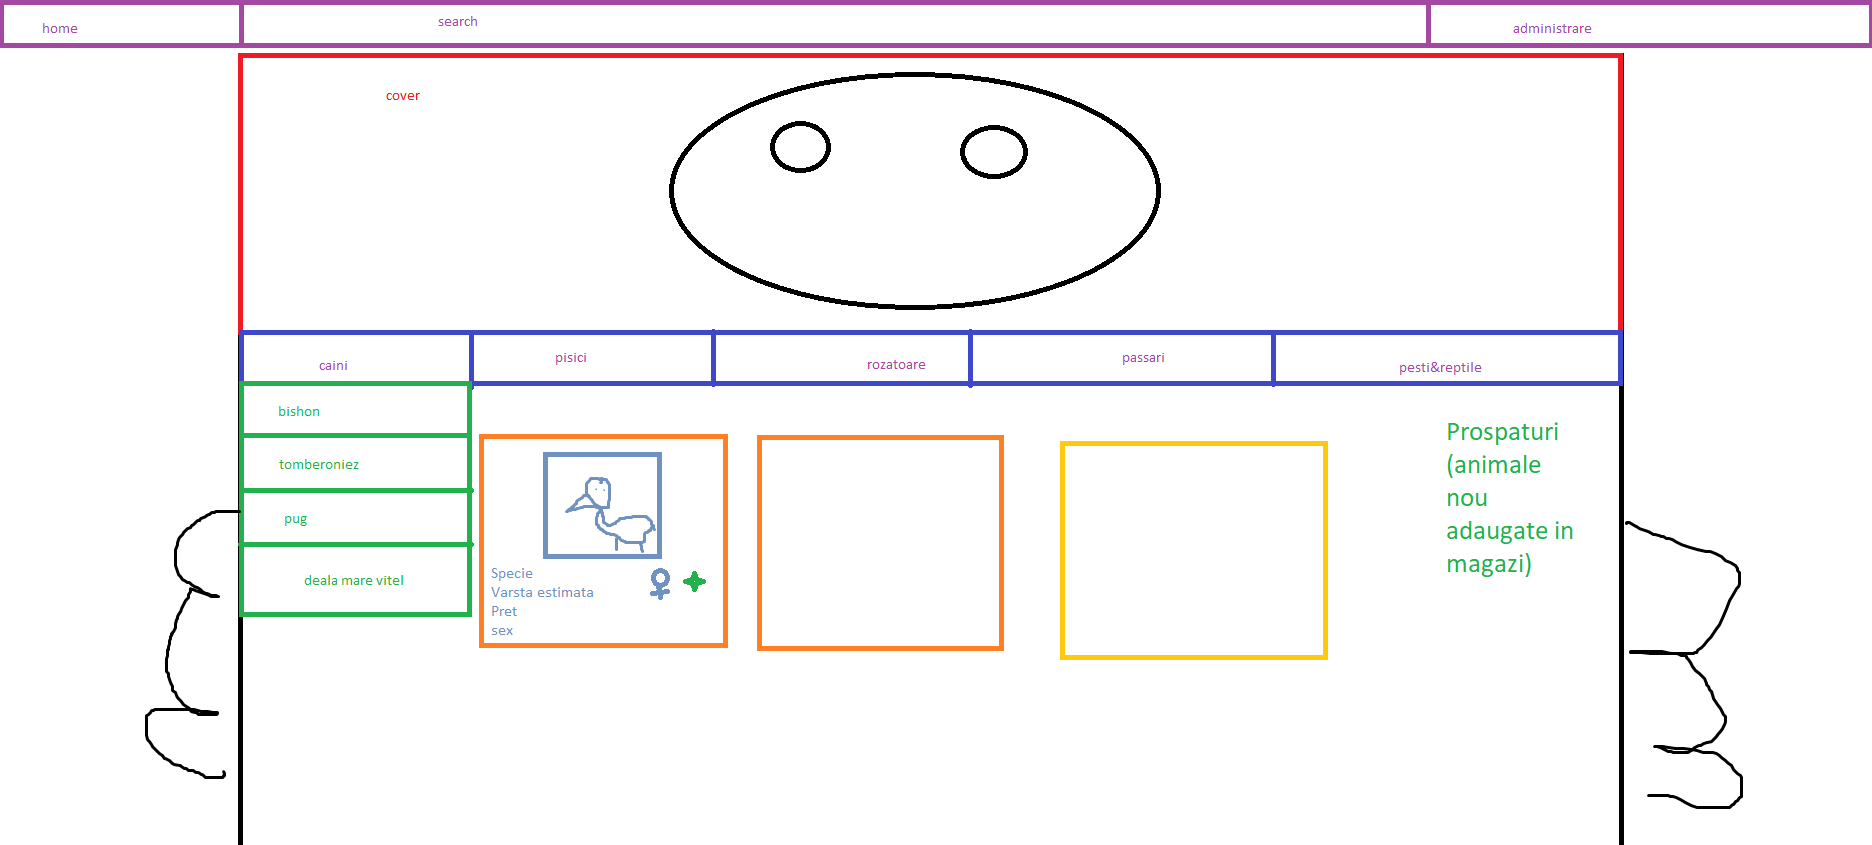 home
search
administrare
cover
caini
pisici
rozatoare
passari
pesti&reptile
bishon
tomberoniez
pug
deala mare vitel
Specie
Varsta estimata
Pret
sex
Prospaturi
(animale
nou
adaugate in
magazi)